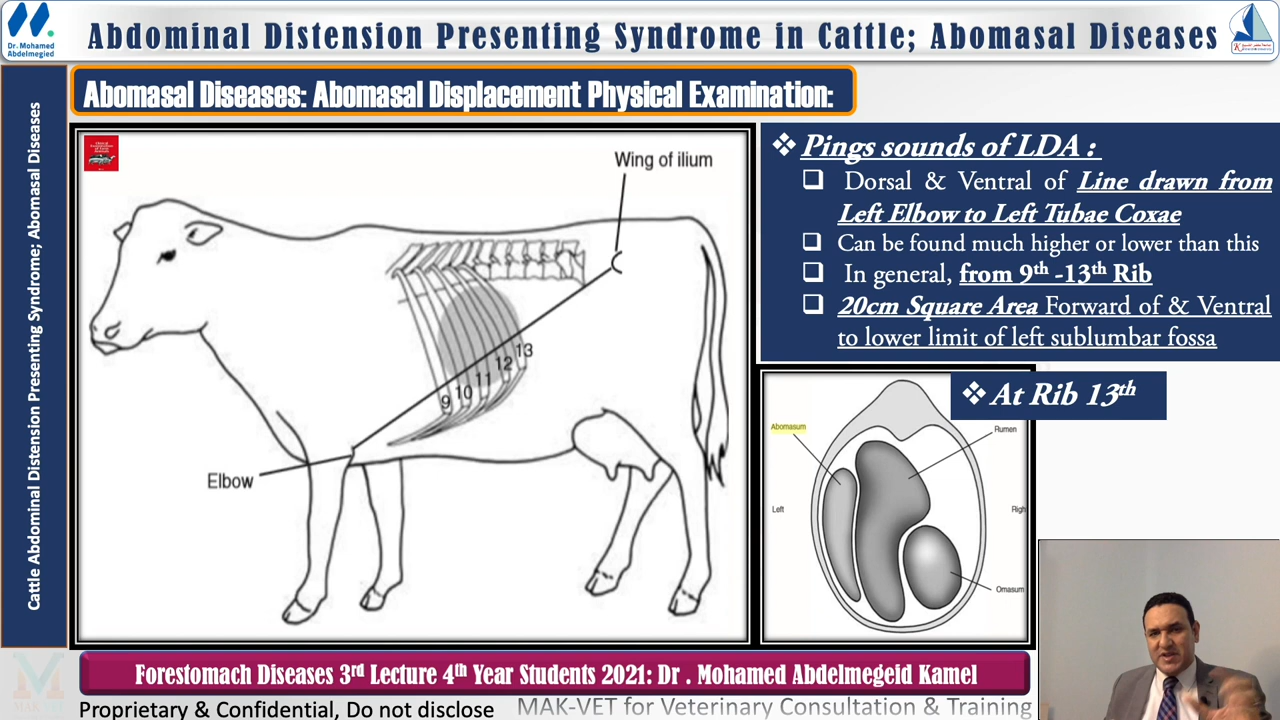 Dr. Mohamed
Abdelmegied
Abdominal Distension Presenting Syndrome in Cattle; Abomasal Diseases
Cattle Abdominal Distension Presenting Syndrome; Abomasal Diseases
Abomasal Diseases: Abomasal Displacement Physical Examination:
Wing of ilium
13
12
11
10
9
Elbow
❖ Pings sounds of LDA :
❑ Dorsal & Ventral of Line drawn from
Left Elbow to Left Tubae Coxae
❑ Can be found much higher or lower than this
❑ In general, from 9th -13th Rib
❑ 20cm Square Area Forward of & Ventral
to lower limit of left sublumbar fossa
❖ At Rib 13th
Abomasum
Rumen
Left
Righ
Omasum
Forestomach Diseases 3rd Lecture 4th Year Students 2021: Dr . Mohamed Abdelmegeid Kamel
MAK-VET
Proprietary & Confidential, Do not disclose
MAK-VET for Veterinary Consultation & Training